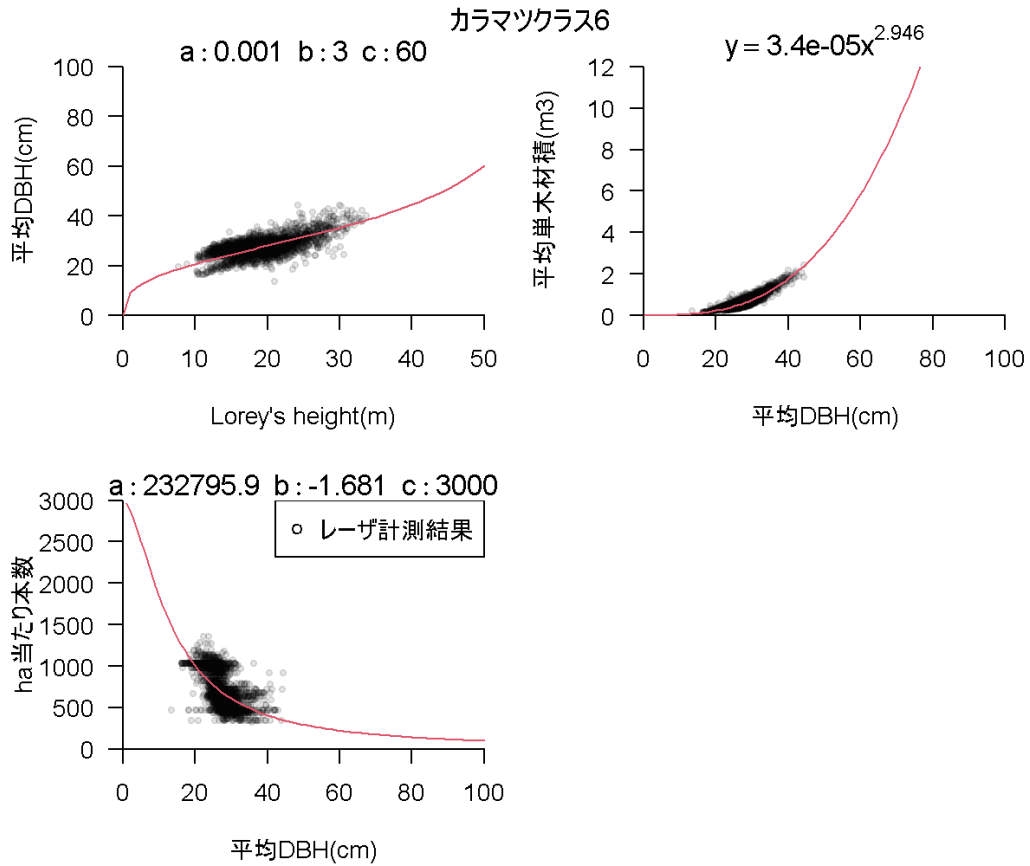 カラマツクラス6
a : 0.001 b : 3 c : 60
平均DBH(cm)
100
80
60
40
20
0
0 10 20 30 40 50
Lorey's height(m)
y = 3.4e-05x^2.946
平均単木材積(m3)
12
10
8
6
4
2
0
0 20 40 60 80 100
平均DBH(cm)
a : 232795.9 b : -1.681 c : 3000
ha当たり本数
3000
2500
2000
1500
1000
500
0
レーザ計測結果
0 20 40 60 80 100
平均DBH(cm)